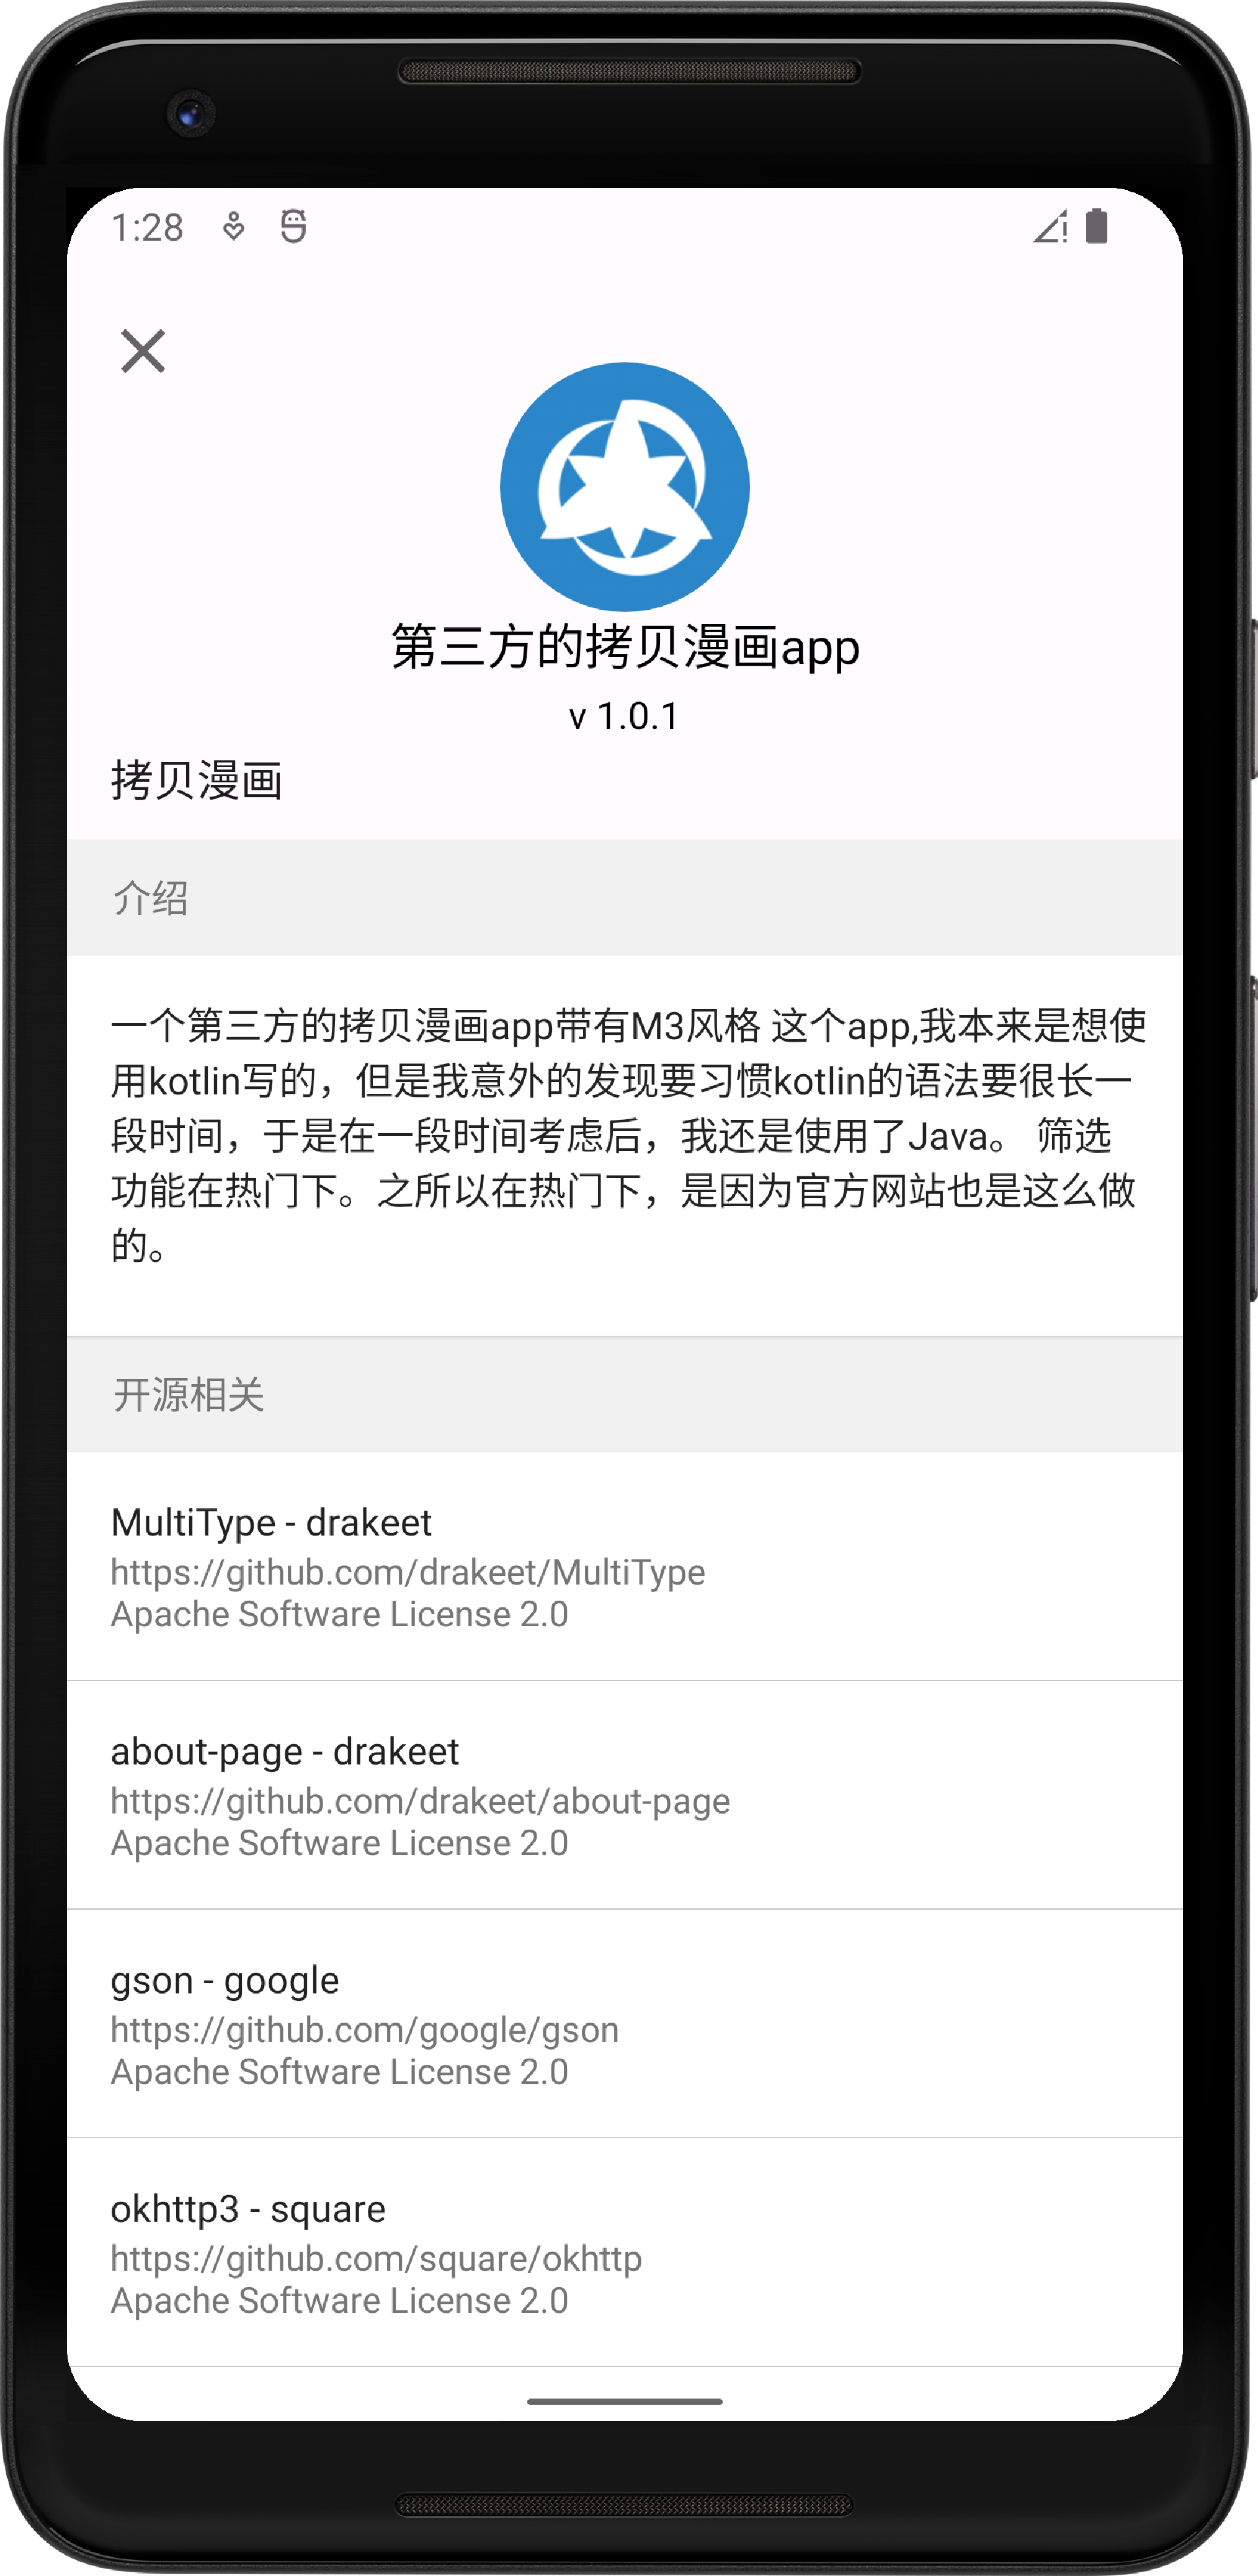 1:28
第三方的拷贝漫画app
v 1.0.1
拷贝漫画
介绍
一个第三方的拷贝漫画app带有M3风格 这个app,我本来是想使
用kotlin写的，但是我意外的发现要习惯kotlin的语法要很长一
段时间，于是在一段时间考虑后，我还是使用了Java。 筛选
功能在热门下。之所以在热门下，是因为官方网站也是这么做
的。
开源相关
MultiType - drakeet
https://github.com/drakeet/MultiType
Apache Software License 2.0
about-page - drakeet
https://github.com/drakeet/about-page
Apache Software License 2.0
gson - google
https://github.com/google/gson
Apache Software License 2.0
okhttp3 - square
https://github.com/square/okhttp
Apache Software License 2.0